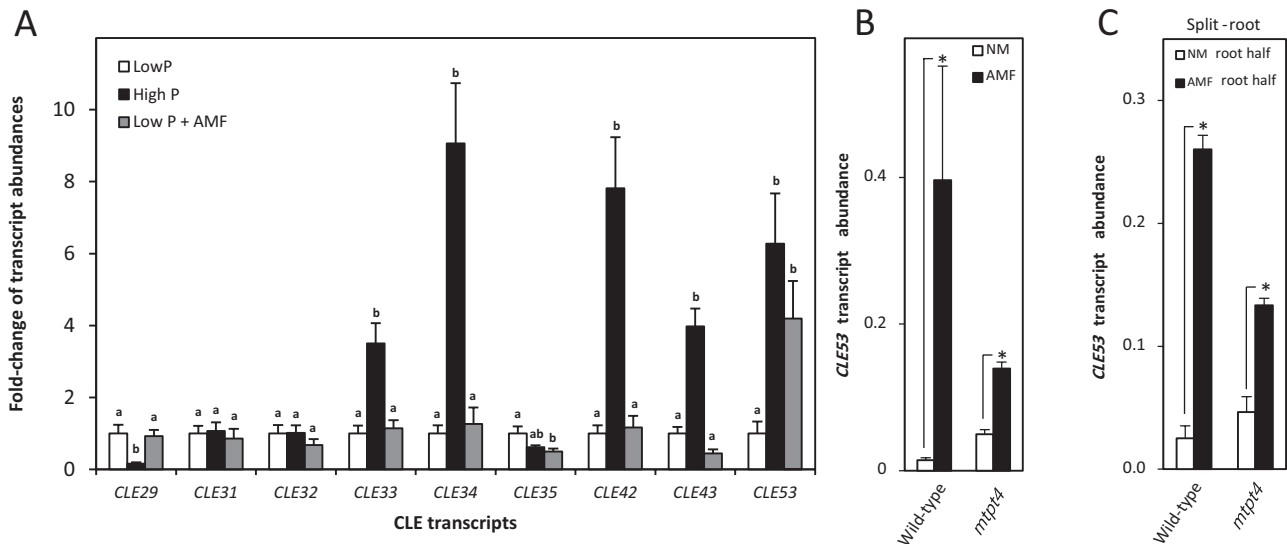 A
Fold-change of transcript abundances
10
8
6
4
2
0
LowP
High P
Low P + AMF
a b a
a a a
a a a
a b a
a b a
a ab b
a b a
a b a
a b b
CLE29 CLE31 CLE32 CLE33 CLE34 CLE35 CLE42 CLE43 CLE53
CLE transcripts
B
CLE53 transcript abundance
0.4
0.2
0
NM
AMF
*
*
Wild-type
mtpt4
C
Split-root
CLE53 transcript abundance
0.3
0.2
0.1
0.0
NM root half
AMF root half
*
*
Wild-type
mtpt4